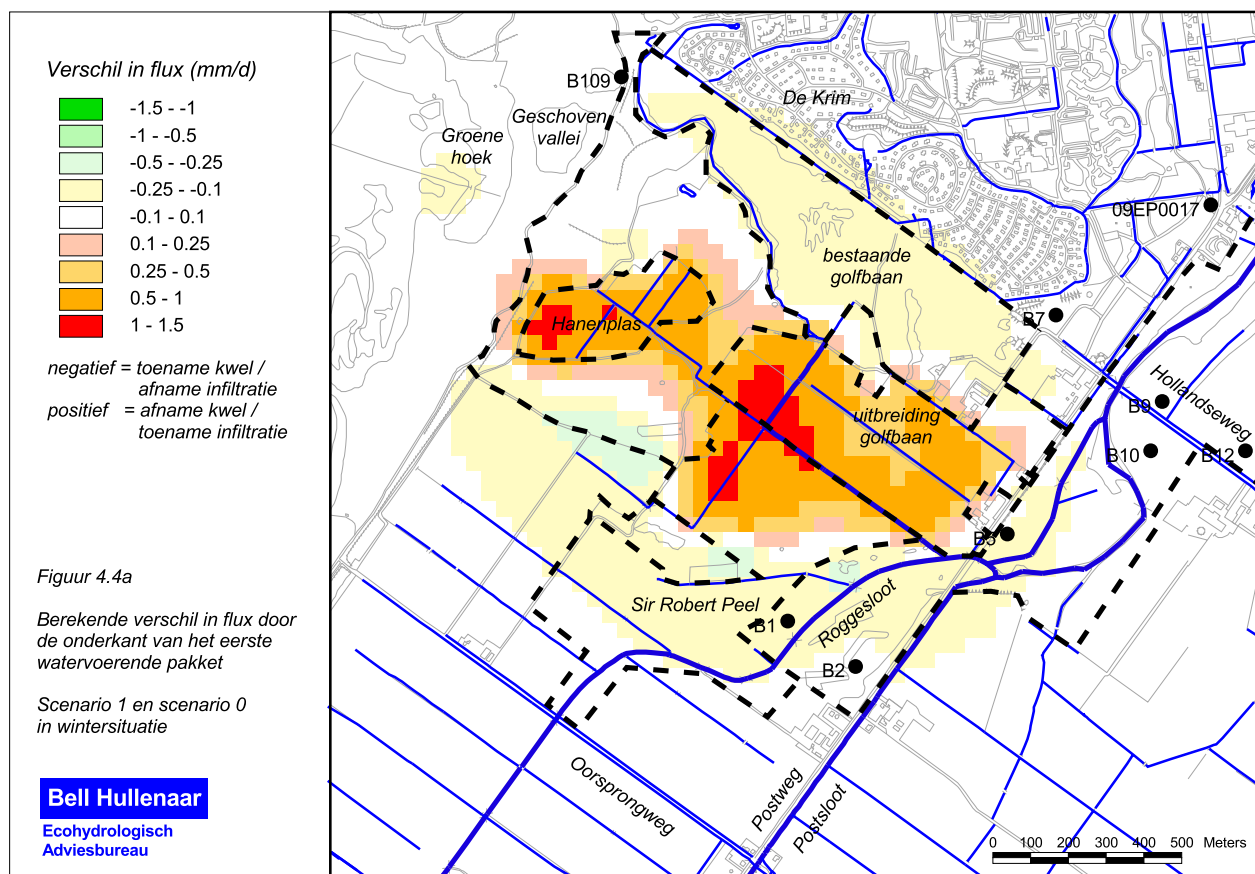 Verschil in flux (mm/d)
-1.5 - -1
-1 - -0.5
-0.5 - -0.25
-0.25 - -0.1
-0.1 - 0.1
0.1 - 0.25
0.25 - 0.5
0.5 - 1
1 - 1.5
negatief = toename kwel /
afname infiltratie
positief = afname kwel /
toename infiltratie
Figuur 4.4a
Berekende verschil in flux door
de onderkant van het eerste
watervoerende pakket
Scenario 1 en scenario 0
in wintersituatie
Bell Hullenaar
Ecohydrologisch
Adviesbureau
B109
De Krim
Geschoven
vallei
Groene
hoek
09EP0017
bestaande
golfbaan
B7
Hanenplas
Hollandseweg
B9
uitbreiding
golfbaan
B10
B12
B3
Sir Robert Peel
B1
Roggesloot
B2
Oorsprongweg
Postweg
Postsloot
0 100 200 300 400 500 Meters